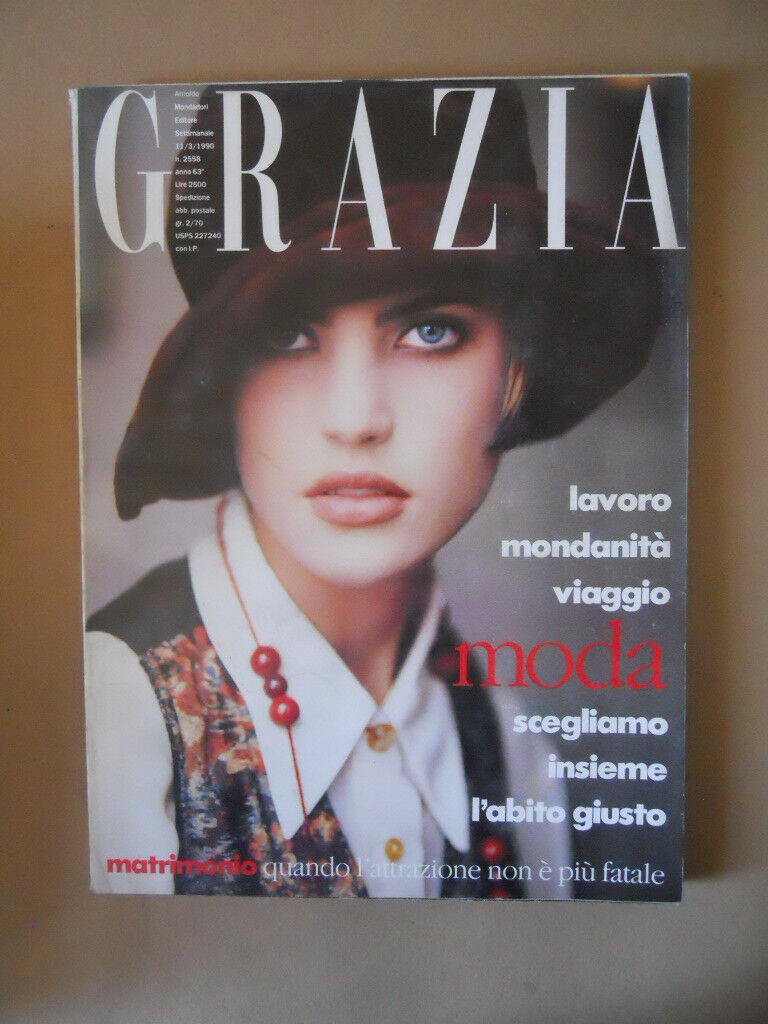 GRAZIA
Arnoldo
Mondadori
Editore
Settimanale
11/3/1990
n. 2558
anno 63°
Lire 2500
Spedizione
abb. postale
gr. 2/70
USPS 227240
con I.P.
lavoro
mondanità
viaggio
moda
scegliamo
insieme
l'abito giusto
matrimonio quando l'attrazione non è più fatale